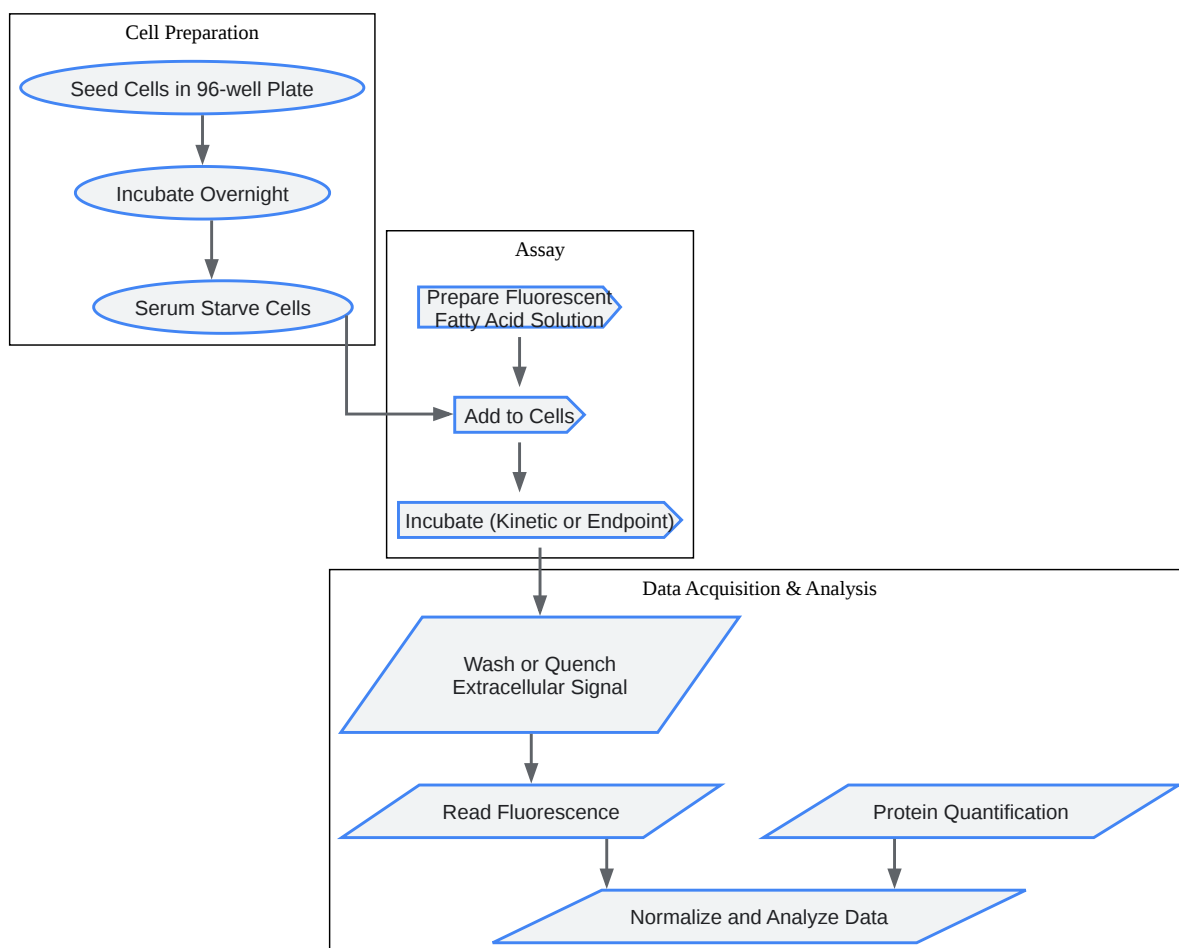 Cell Preparation
Seed Cells in 96-well Plate
Incubate Overnight
Serum Starve Cells
Assay
Prepare Fluorescent
Fatty Acid Solution
Add to Cells
Incubate (Kinetic or Endpoint)
Data Acquisition & Analysis
Wash or Quench
Extracellular Signal
Read Fluorescence
Protein Quantification
Normalize and Analyze Data